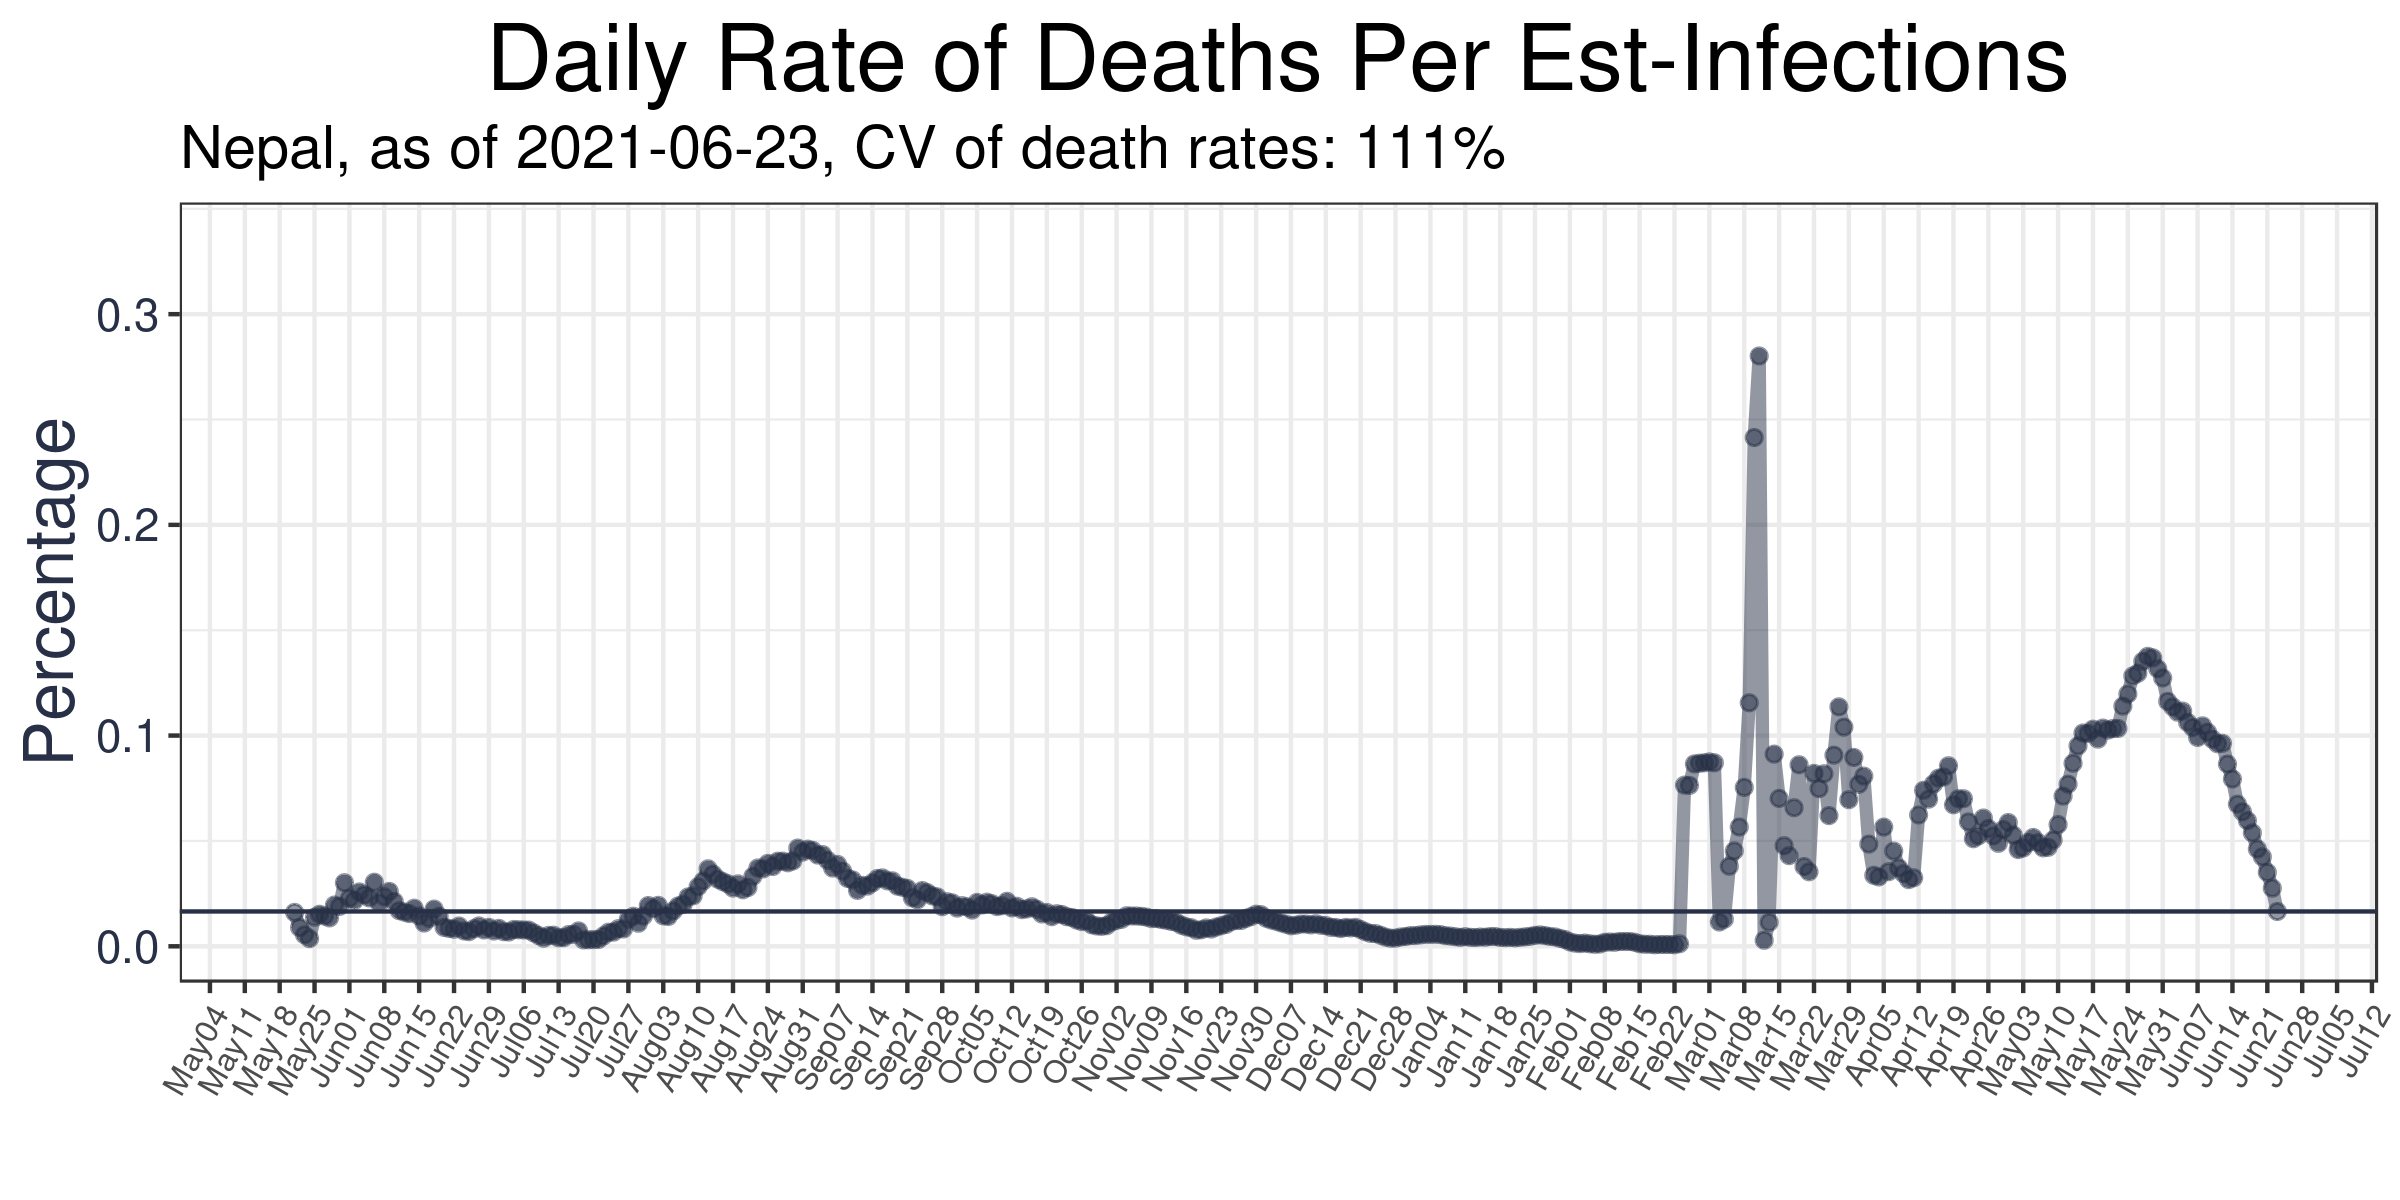 Daily Rate of Deaths Per Est-Infections
Nepal, as of 2021-06-23, CV of death rates: 111%
Percentage
0.3
0.2
0.1
0.0
May04
May11
May18
May25
Jun01
Jun08
Jun15
Jun22
Jun29
Jul06
Jul13
Jul20
Jul27
Aug03
Aug10
Aug17
Aug24
Aug31
Sep07
Sep14
Sep21
Sep28
Oct05
Oct12
Oct19
Oct26
Nov02
Nov09
Nov16
Nov23
Nov30
Dec07
Dec14
Dec21
Dec28
Jan04
Jan11
Jan18
Jan25
Feb01
Feb08
Feb15
Feb22
Mar01
Mar08
Mar15
Mar22
Mar29
Apr05
Apr12
Apr19
Apr26
May03
May10
May17
May24
May31
Jun07
Jun14
Jun21
Jun28
Jul05
Jul12